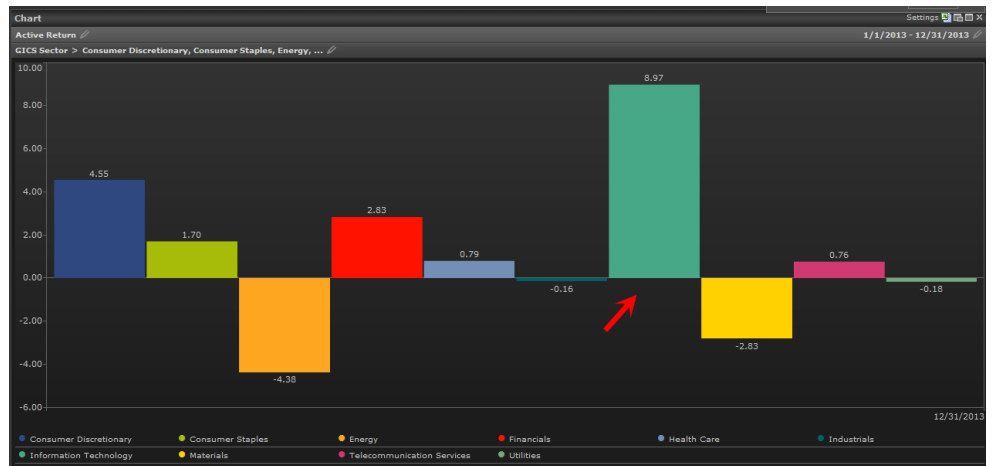 Chart
Settings
Active Return
1/1/2013 - 12/31/2013
GICS Sector > Consumer Discretionary, Consumer Staples, Energy, ...
10.00
8.97
8.00
6.00
4.55
4.00
2.83
2.00
1.70
0.79
0.76
0.00
-0.16
-0.18
-2.00
-2.83
-4.00
-4.38
-6.00
12/31/2013
Consumer Discretionary Consumer Staples Energy Financials Health Care Industrials
Information Technology Materials Telecommunication Services Utilities